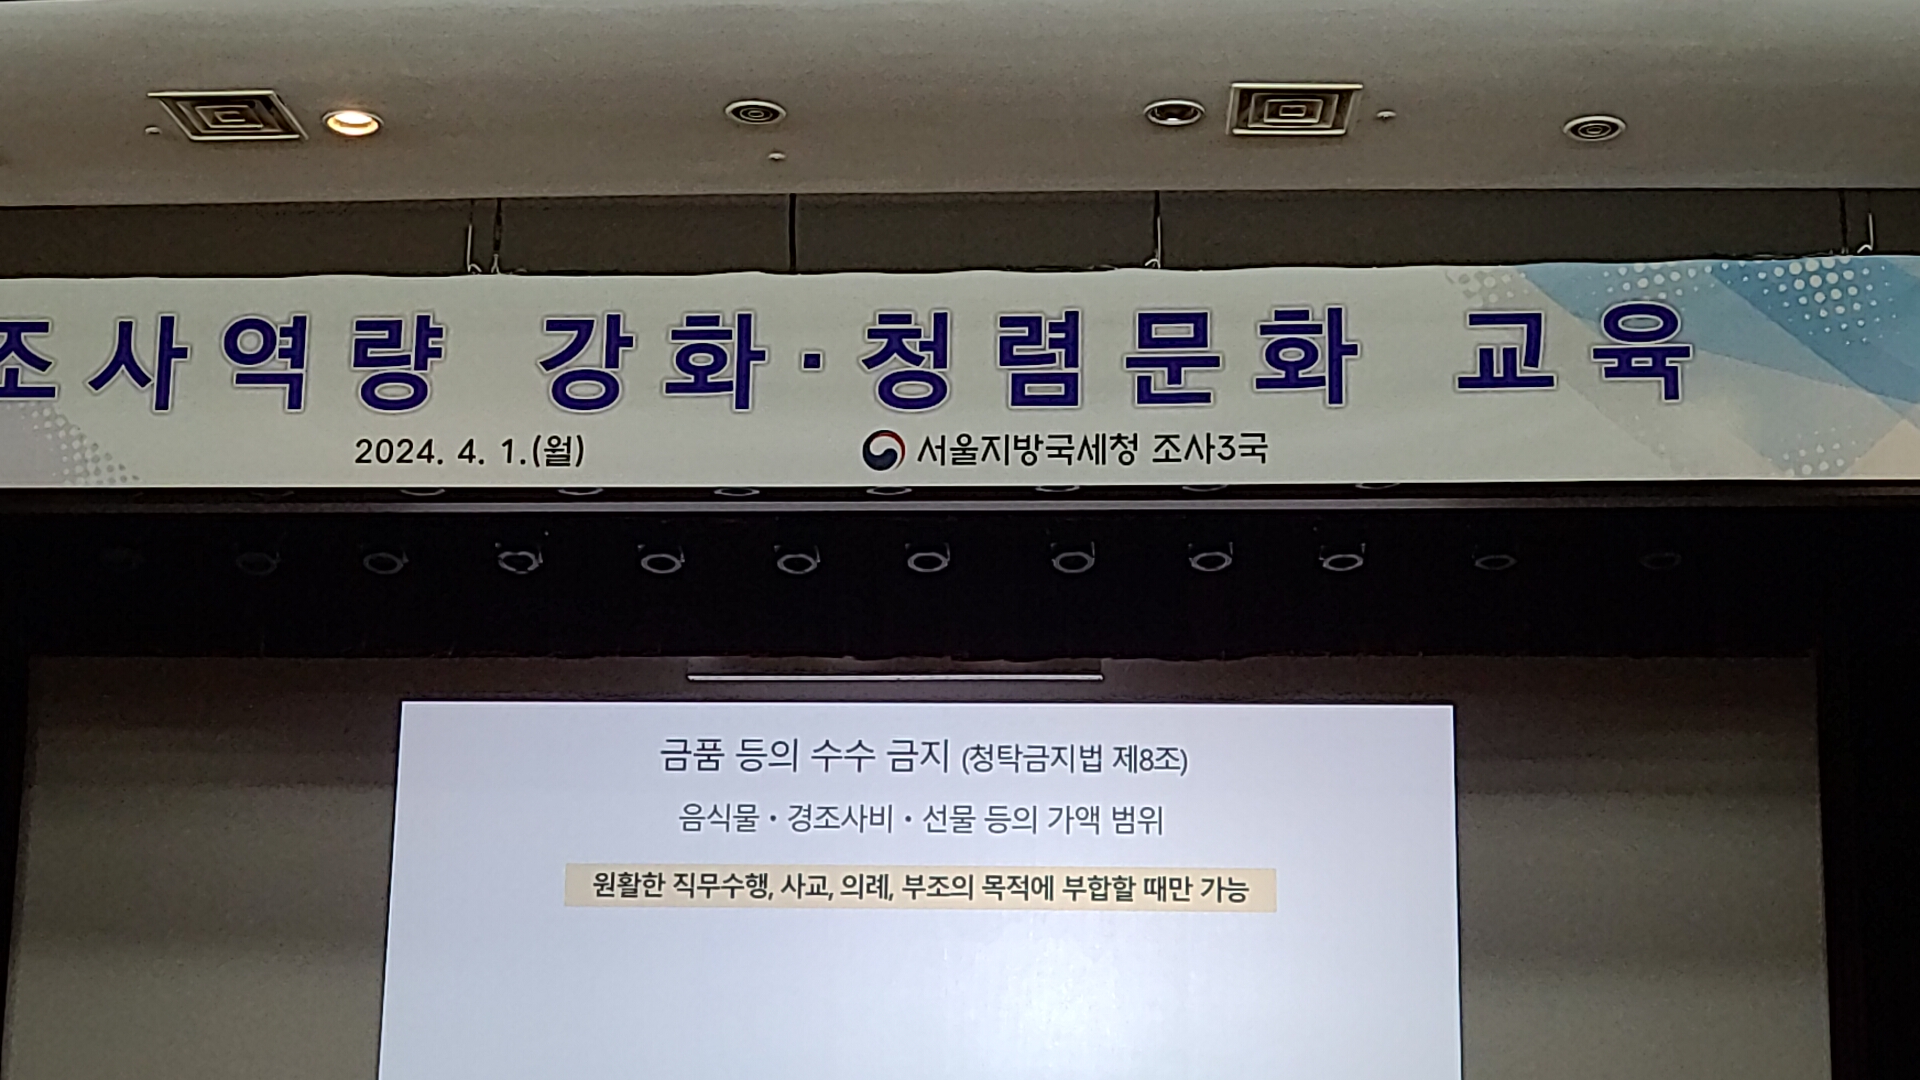 조사역량 강화·청렴문화 교육
2024. 4. 1.(월)
서울지방국세청 조사3국
금품 등의 수수 금지 (청탁금지법 제8조)
음식물·경조사비·선물 등의 가액 범위
원활한 직무수행, 사교, 의례, 부조의 목적에 부합할 때만 가능